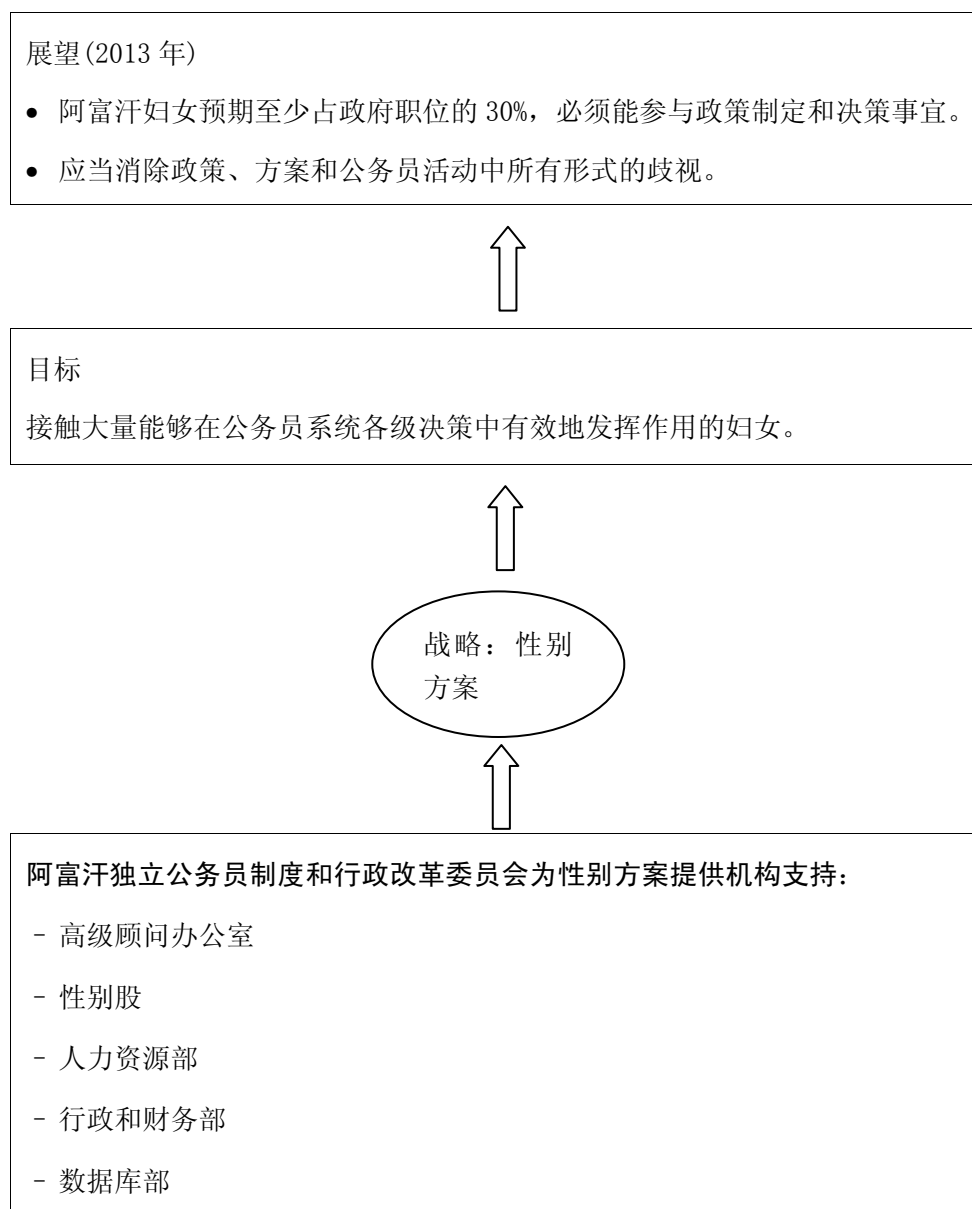 展望(2013 年)
• 阿富汗妇女预期至少占政府职位的 30%，必须能参与政策制定和决策事宜。
• 应当消除政策、方案和公务员活动中所有形式的歧视。
目标
接触大量能够在公务员系统各级决策中有效地发挥作用的妇女。
战略：性别
方案
阿富汗独立公务员制度和行政改革委员会为性别方案提供机构支持：
- 高级顾问办公室
- 性别股
- 人力资源部
- 行政和财务部
- 数据库部